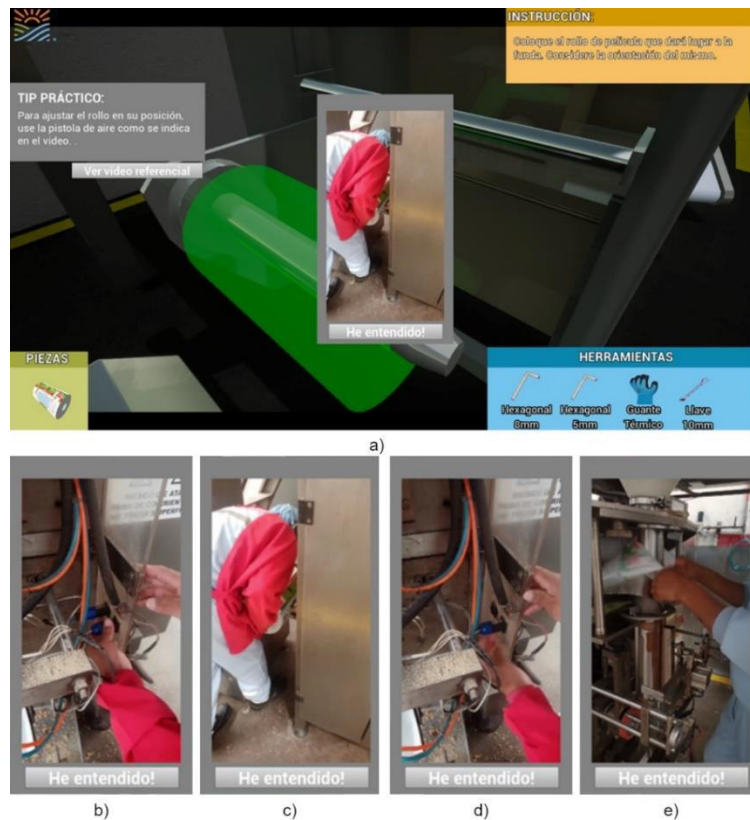 INSTRUCCIÓN:
Coloque el rollo de película que dará lugar a la
funda. Considere la orientación del mismo.
TIP PRÁCTICO:
Para ajustar el rollo en su posición,
use la pistola de aire como se indica
en el video. .
Ver video referencial
He entendido!
PIEZAS
HERRAMIENTAS
Hexagonal
8mm
Hexagonal
5mm
Guante
Térmico
Llave
10mm
a)
He entendido!
He entendido!
He entendido!
He entendido!
b)
c)
d)
e)